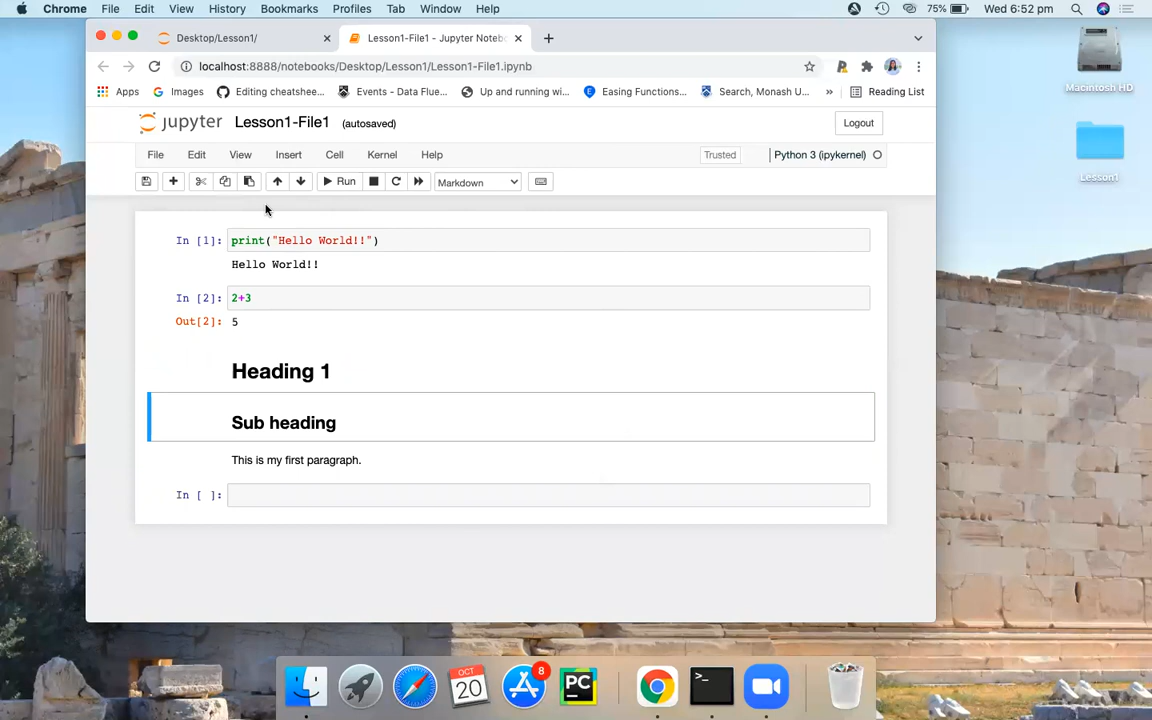 Chrome File Edit View History Bookmarks Profiles Tab Window Help 75% Wed 6:52 pm
Desktop/Lesson1/ Lesson1-File1 - Jupyter Notebo
localhost:8888/notebooks/Desktop/Lesson1/Lesson1-File1.ipynb
Apps Images Editing cheatshee... Events - Data Flue... Up and running wi... Easing Functions... Search, Monash U... » Reading List
Macintosh HD
jupyter Lesson1-File1 (autosaved) Logout
File Edit View Insert Cell Kernel Help Trusted Python 3 (ipykernel)
Lesson1
Run Markdown
In [1]: print("Hello World!!")
Hello World!!
In [2]: 2+3
Out[2]: 5
Heading 1
Sub heading
This is my first paragraph.
In [ ]:
OCT
20
8
PC
>_